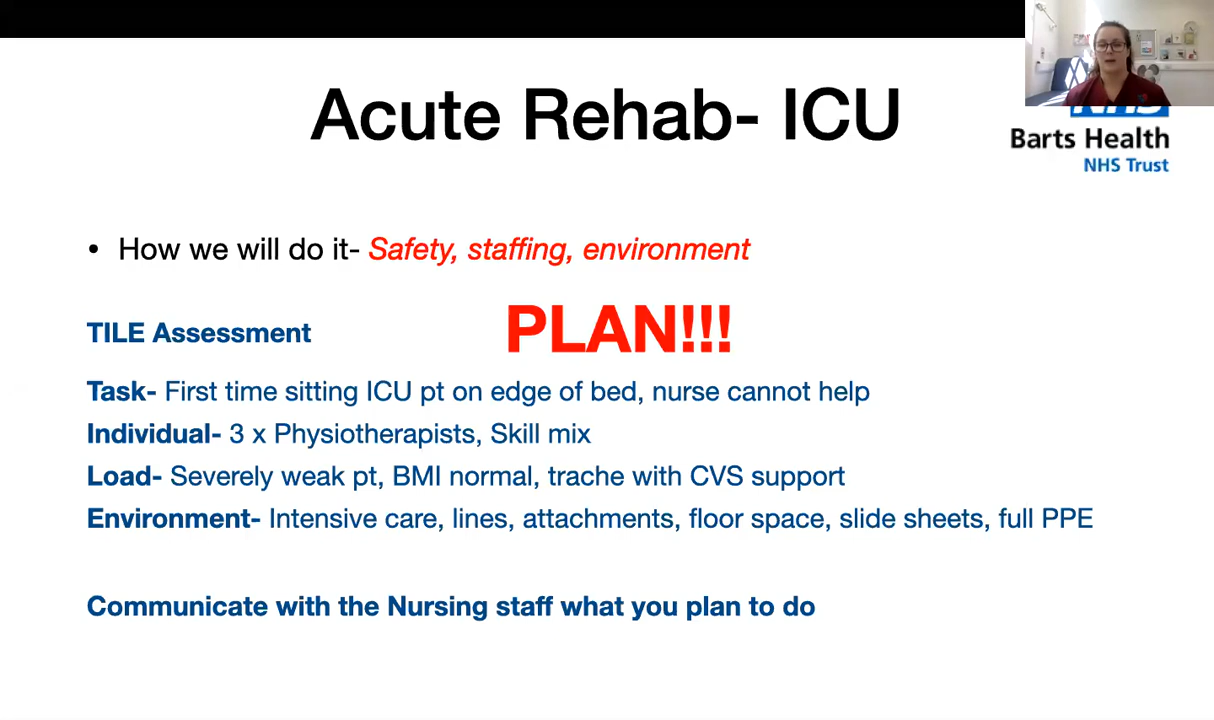 Acute Rehab- ICU
NHS
Barts Health
NHS Trust
• How we will do it- Safety, staffing, environment
PLAN!!!
TILE Assessment
Task- First time sitting ICU pt on edge of bed, nurse cannot help
Individual- 3 x Physiotherapists, Skill mix
Load- Severely weak pt, BMI normal, trache with CVS support
Environment- Intensive care, lines, attachments, floor space, slide sheets, full PPE
Communicate with the Nursing staff what you plan to do